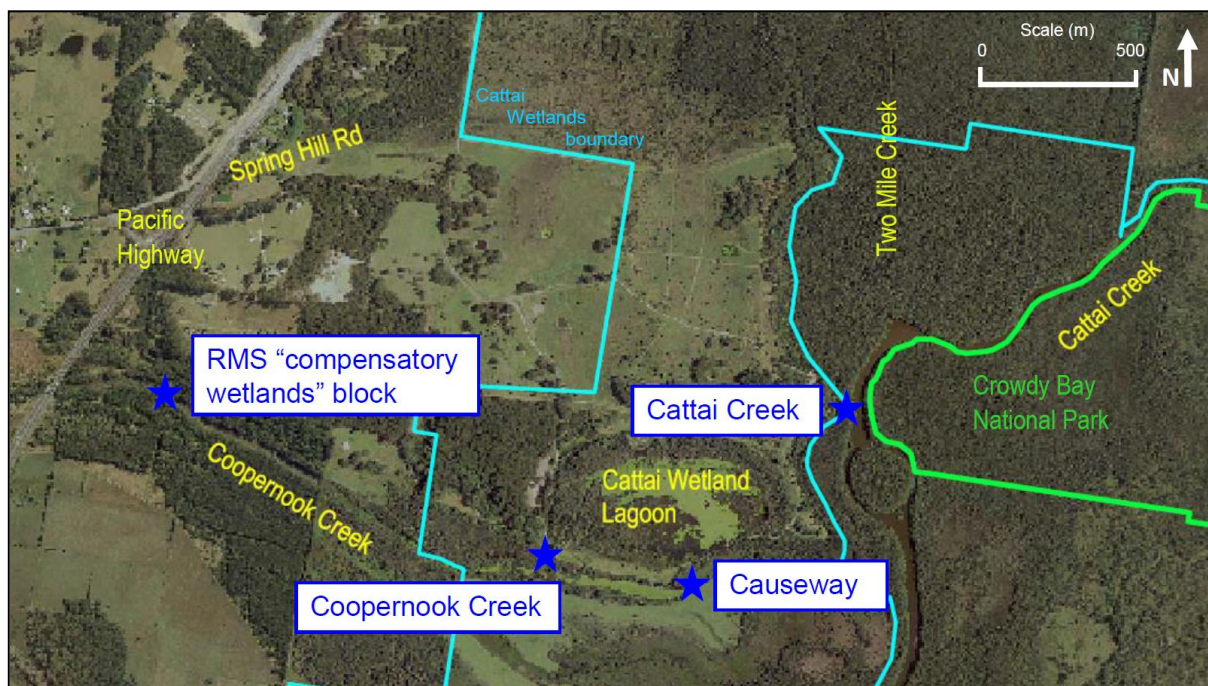 Scale (m)
0 500
N
Cattai
Wetlands
boundary
Spring Hill Rd
Two Mile Creek
Pacific
Highway
Cattai Creek
RMS “compensatory
wetlands” block
Cattai Creek
Crowdy Bay
National Park
Coopernook Creek
Cattai Wetland
Lagoon
Coopernook Creek
Causeway